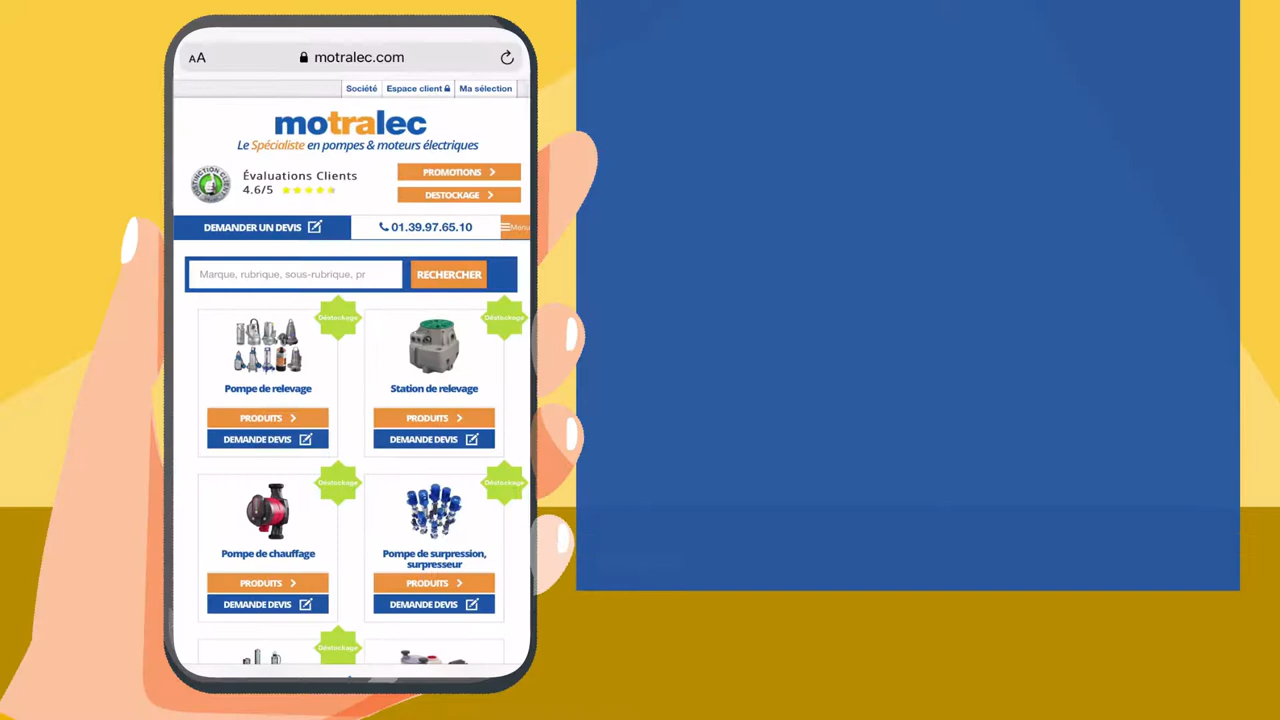 AA motralec.com
Société Espace client Ma sélection
motralec
Le Spécialiste en pompes & moteurs électriques
DISTINCTION CLIENT
Évaluations Clients
4.6/5
PROMOTIONS
DESTOCKAGE
DEMANDER UN DEVIS
01.39.97.65.10
Menu
Marque, rubrique, sous-rubrique, pr
RECHERCHER
Déstockage
Déstockage
Pompe de relevage
Station de relevage
PRODUITS
PRODUITS
DEMANDE DEVIS
DEMANDE DEVIS
Déstockage
Déstockage
Pompe de chauffage
Pompe de surpression,
surpresseur
PRODUITS
PRODUITS
DEMANDE DEVIS
DEMANDE DEVIS
Déstockage